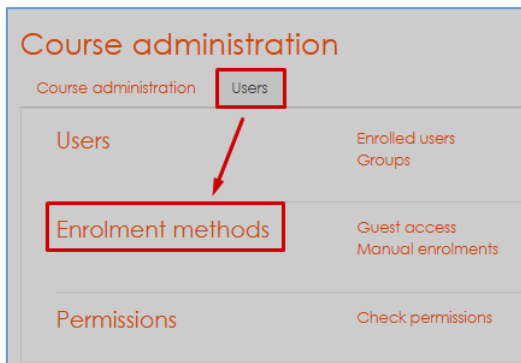 Course administration
Course administration Users
Users
Enrolled users
Groups
Enrolment methods
Guest access
Manual enrolments
Permissions
Check permissions